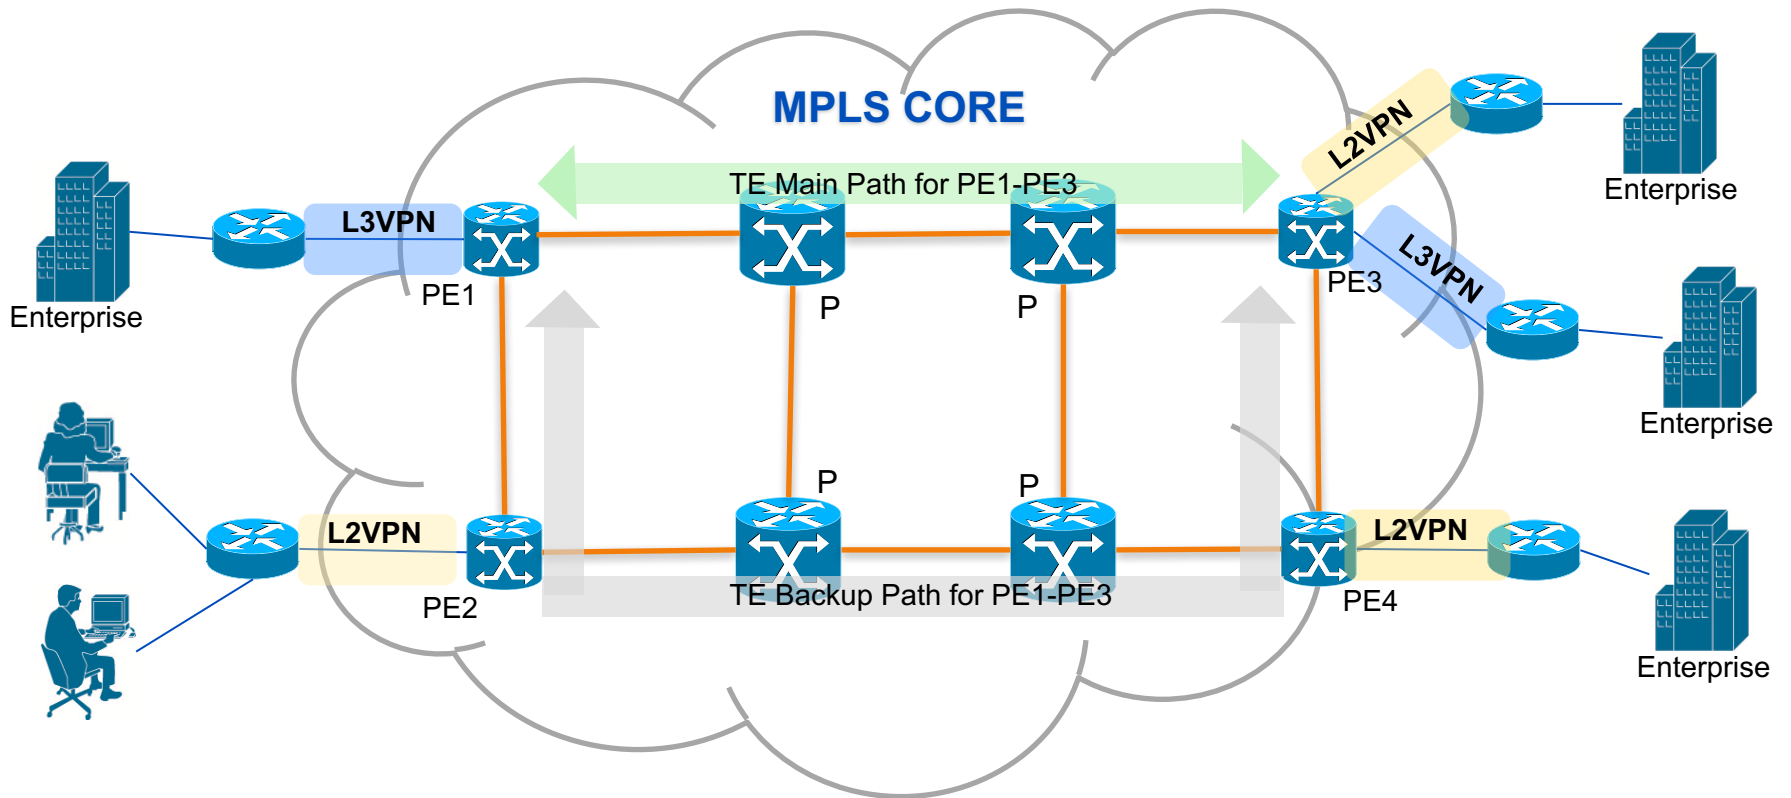 MPLS CORE
L2VPN
Enterprise
TE Main Path for PE1-PE3
L3VPN
L3VPN
PE1
P
P
PE3
Enterprise
Enterprise
P
P
L2VPN
L2VPN
PE2
TE Backup Path for PE1-PE3
PE4
Enterprise